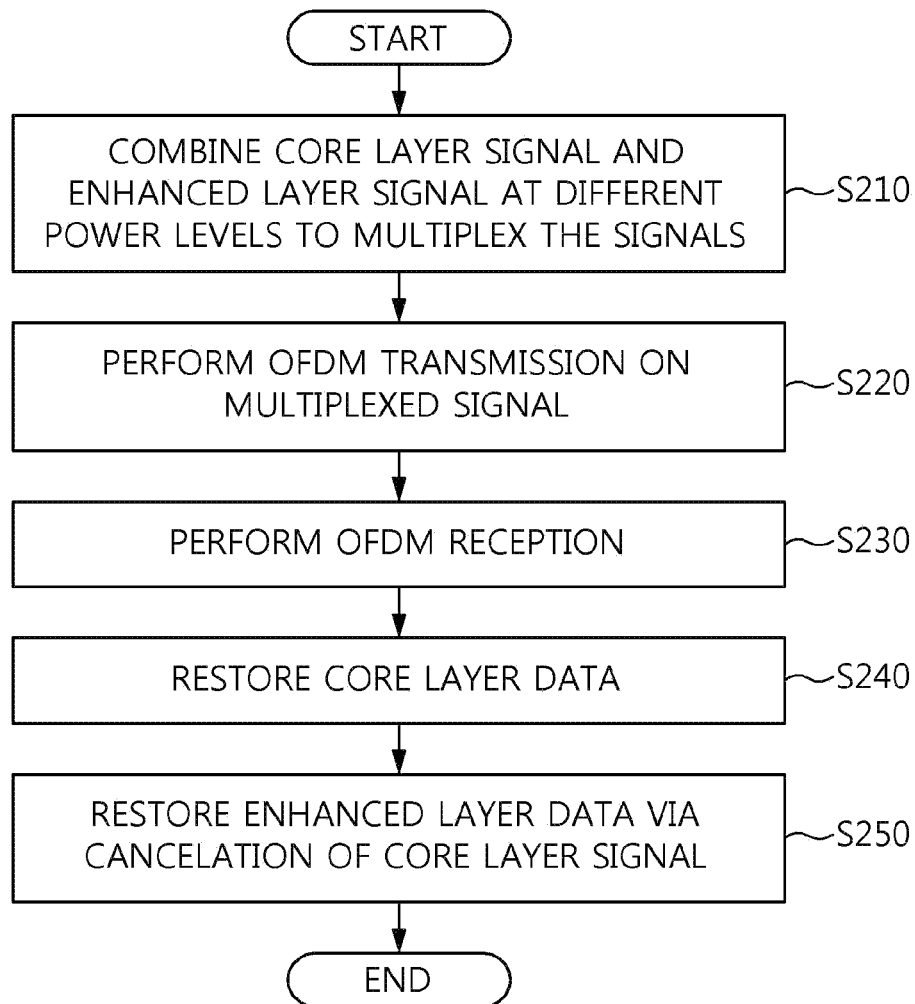 START
COMBINE CORE LAYER SIGNAL AND
ENHANCED LAYER SIGNAL AT DIFFERENT
POWER LEVELS TO MULTIPLEX THE SIGNALS
S210
PERFORM OFDM TRANSMISSION ON
MULTIPLEXED SIGNAL
S220
PERFORM OFDM RECEPTION
S230
RESTORE CORE LAYER DATA
S240
RESTORE ENHANCED LAYER DATA VIA
CANCELATION OF CORE LAYER SIGNAL
S250
END